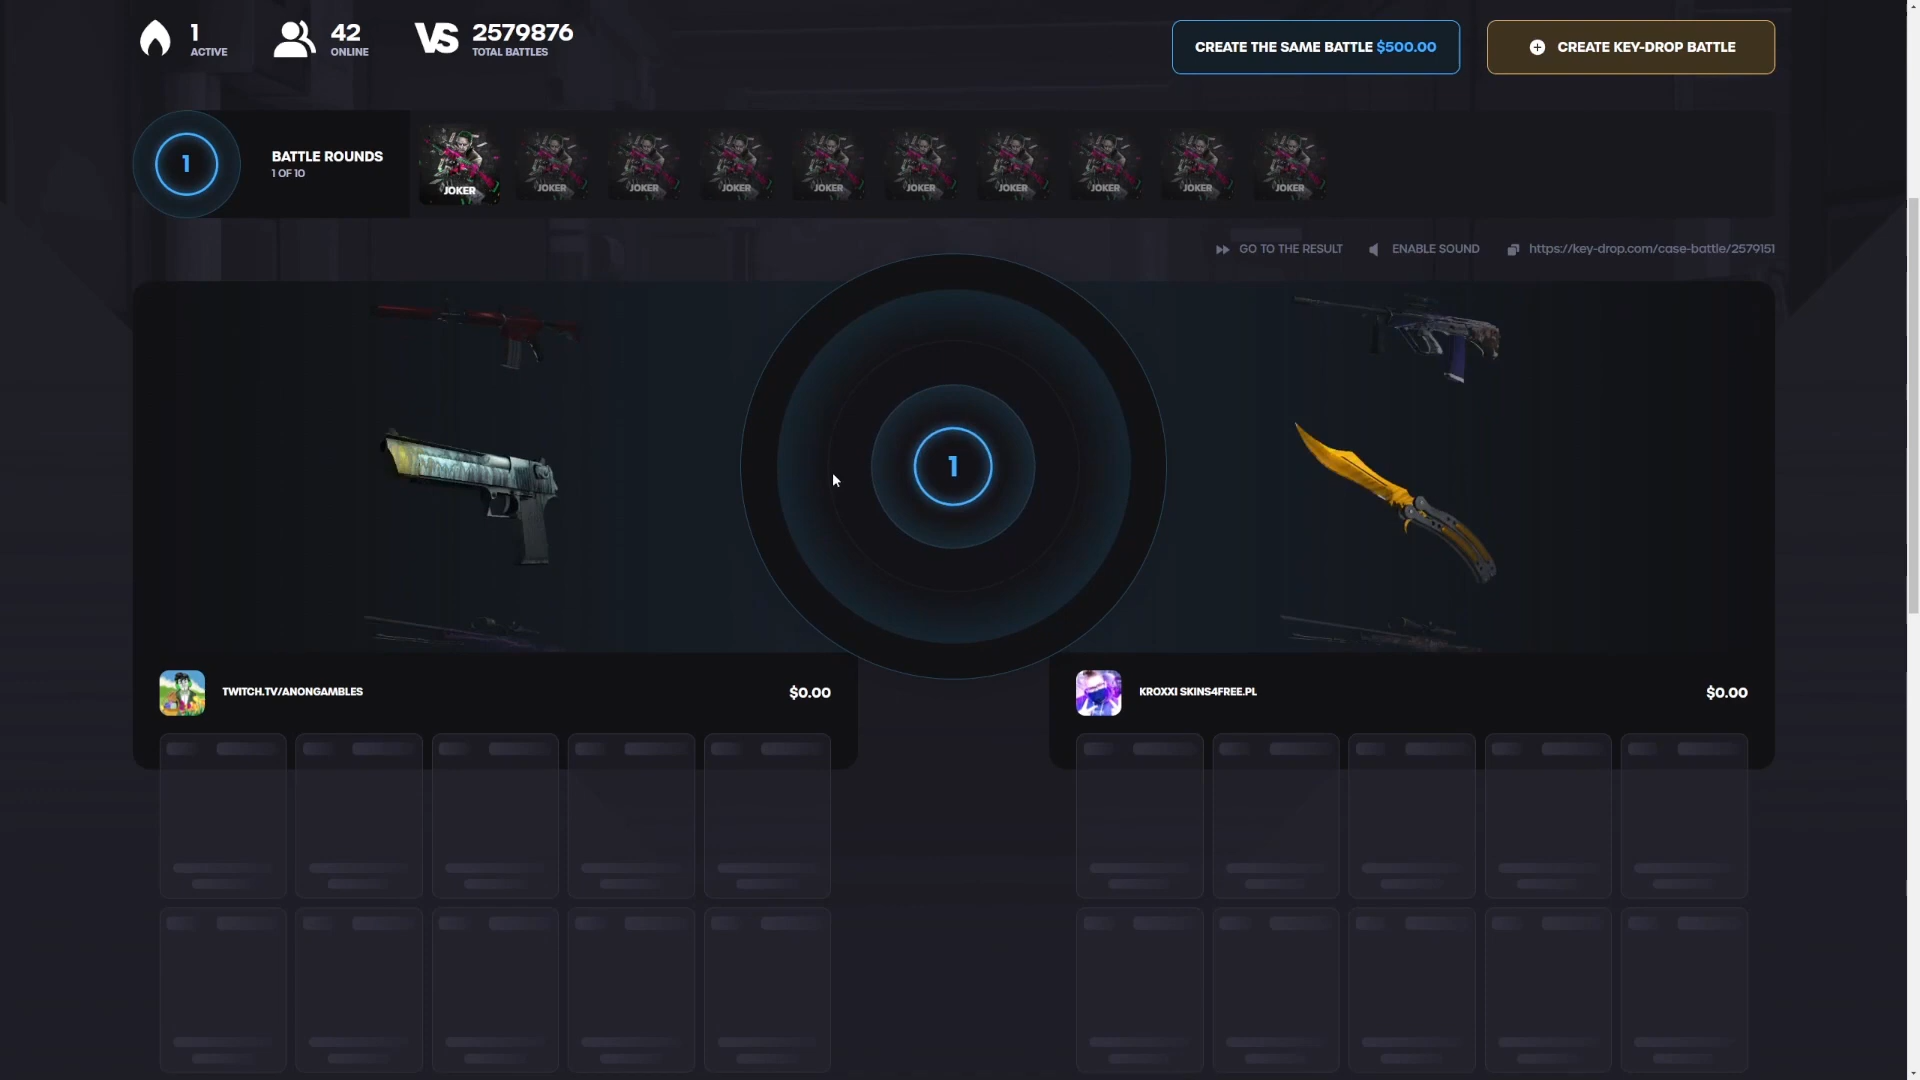 1
ACTIVE
42
ONLINE
VS
2579876
TOTAL BATTLES
CREATE THE SAME BATTLE $500.00
CREATE KEY-DROP BATTLE
1
BATTLE ROUNDS
1 OF 10
JOKER
JOKER
JOKER
JOKER
JOKER
JOKER
JOKER
JOKER
JOKER
JOKER
GO TO THE RESULT
ENABLE SOUND
https://key-drop.com/case-battle/2579151
1
TWITCH.TV/ANONGAMBLES
$0.00
KROXXI SKINS4FREE.PL
$0.00